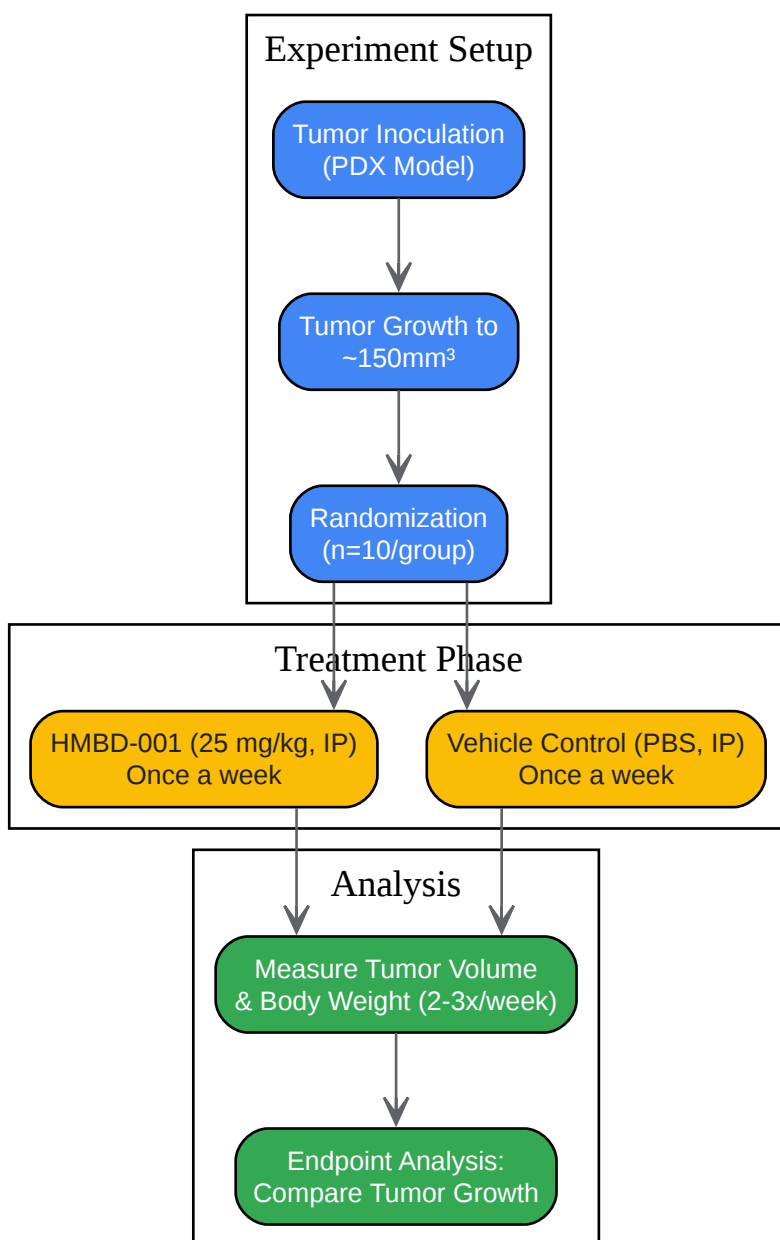 Experiment Setup
Tumor Inoculation
(PDX Model)
Tumor Growth to
~150mm³
Randomization
(n=10/group)
Treatment Phase
HMBD-001 (25 mg/kg, IP)
Once a week
Vehicle Control (PBS, IP)
Once a week
Analysis
Measure Tumor Volume
& Body Weight (2-3x/week)
Endpoint Analysis:
Compare Tumor Growth